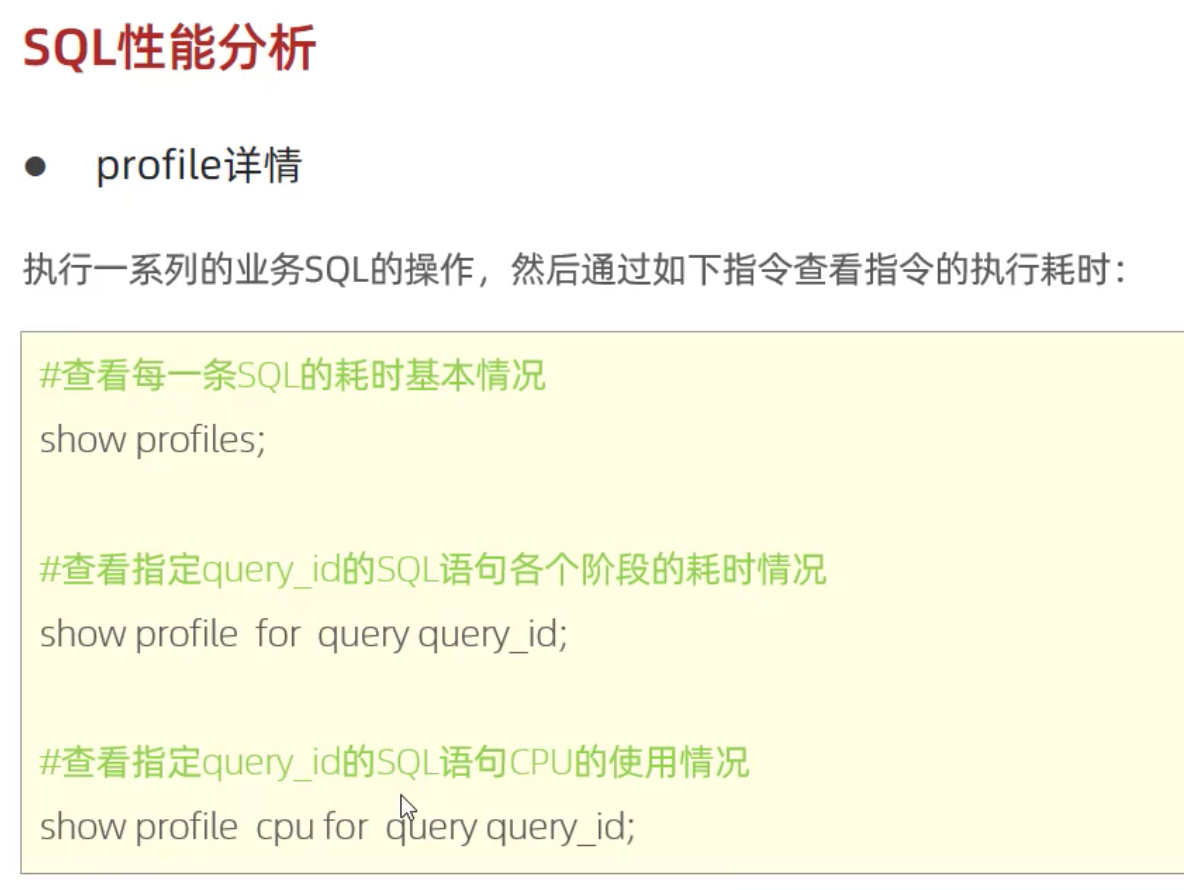 SQL性能分析
● profile详情
执行一系列的业务SQL的操作，然后通过如下指令查看指令的执行耗时：
#查看每一条SQL的耗时基本情况
show profiles;
#查看指定query_id的SQL语句各个阶段的耗时情况
show profile for query query_id;
#查看指定query_id的SQL语句CPU的使用情况
show profile cpu for query query_id;